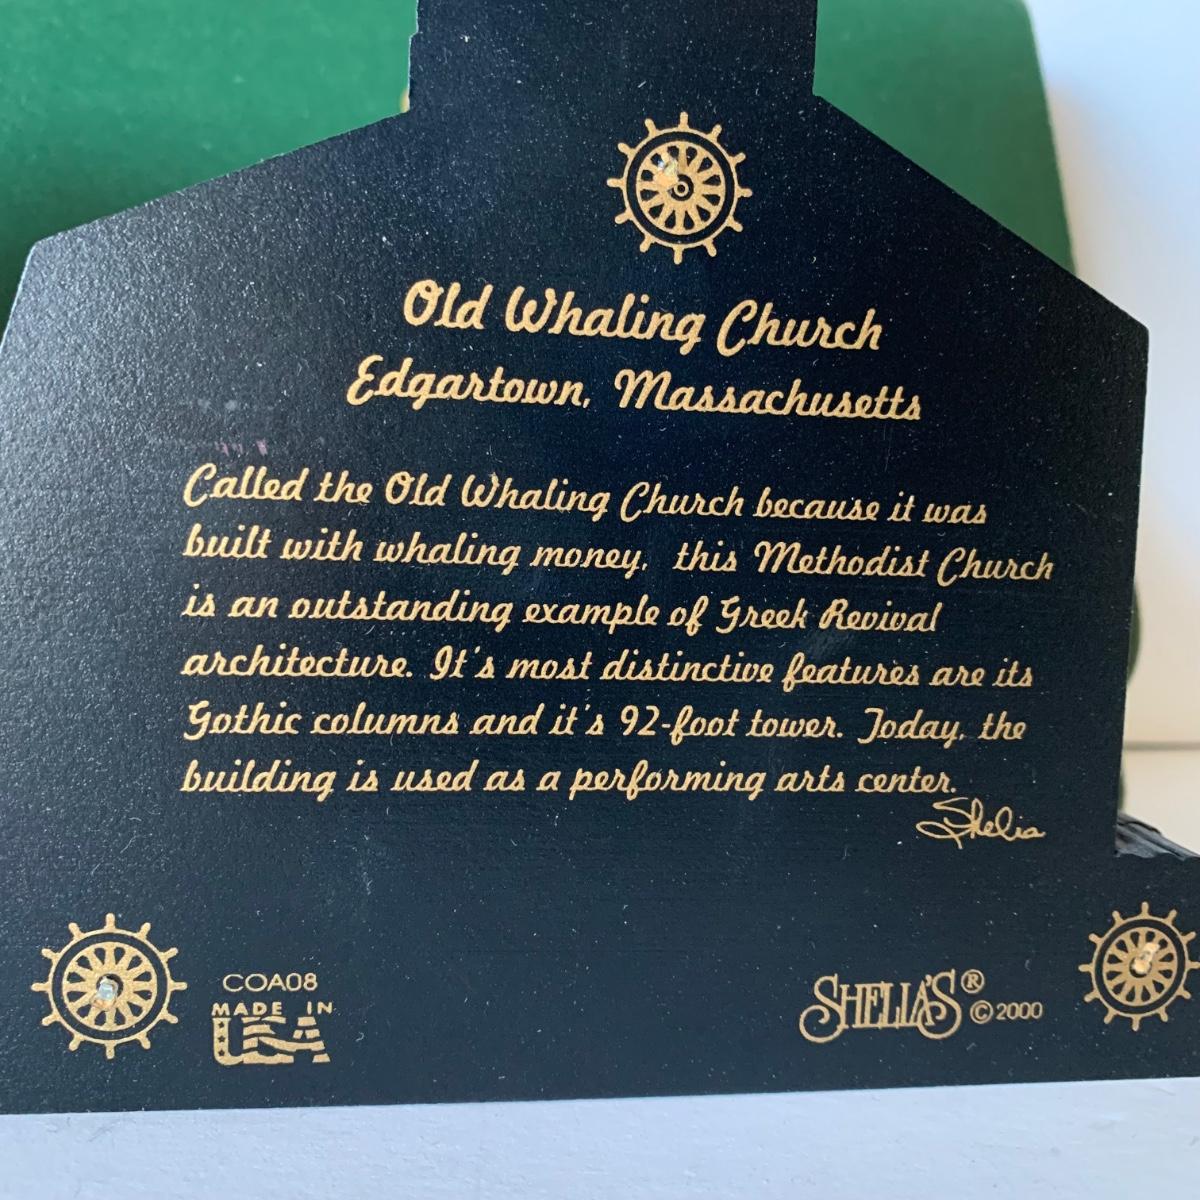 Old Whaling Church
Edgartown, Massachusetts
Called the Old Whaling Church because it was
built with whaling money, this Methodist Church
is an outstanding example of Greek Revival
architecture. It's most distinctive features are its
Gothic columns and it's 92-foot tower. Today, the
building is used as a performing arts center.
Shelia
COA08
MADE IN
USA
SHELIA'S® ©2000